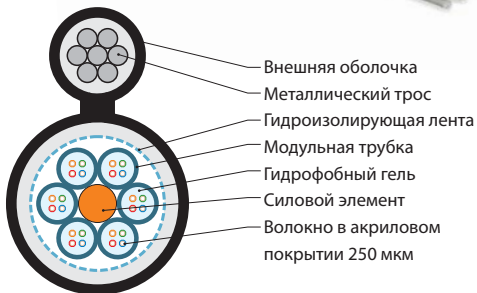 Внешняя оболочка
Металлический трос
Гидроизолирующая лента
Модульная трубка
Гидрофобный гель
Силовой элемент
Волокно в акриловом
покрытии 250 мкм